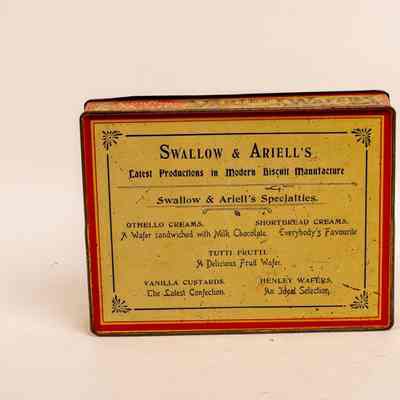 SWALLOW & ARIELL'S
Latest Productions in Modern Biscuit Manufacture
Swallow & Ariell's Specialties.
OTHELLO CREAMS. SHORTBREAD CREAMS.
A Wafer sandwiched with Milk Chocolate. Everybody's Favourite
TUTTI FRUTTI.
A Delicious Fruit Wafer.
VANILLA CUSTARDS. HENLEY WAFERS.
The Latest Confection. An Ideal Selection.